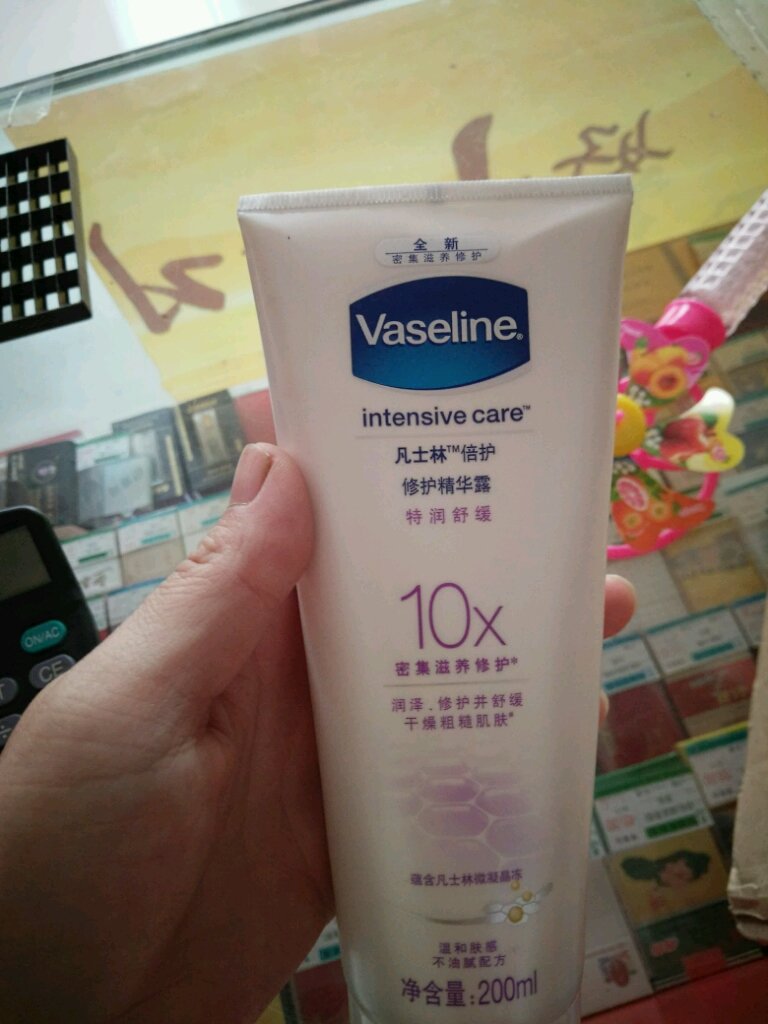 全新
密集滋养修护
Vaseline®
intensive care™
凡士林™倍护
修护精华露
特润舒缓
10x
密集滋养修护*
润泽、修护并舒缓
干燥粗糙肌肤*
蕴含凡士林微凝晶冻
温和肤感
不油腻配方
净含量:200ml
ON/AC
CE